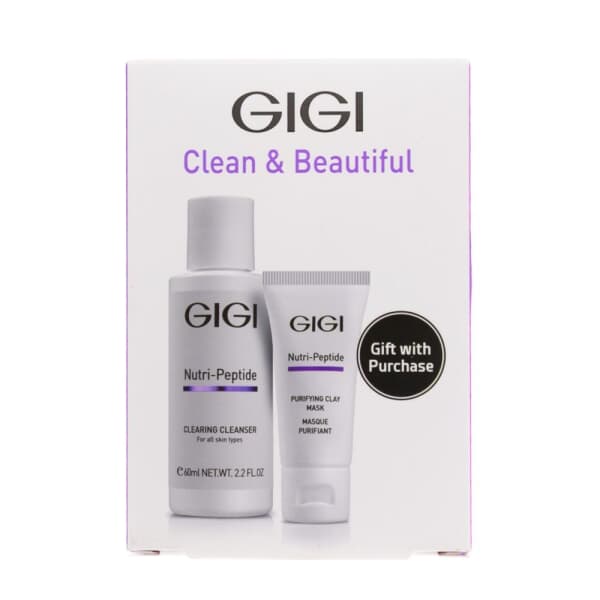 GIGI
Clean & Beautiful
GIGI
Nutri-Peptide
CLEARING CLEANSER
For all skin types
℮60ml NET.WT. 2.2 FL.OZ
GIGI
Nutri-Peptide
PURIFYING CLAY
MASK
MASQUE
PURIFIANT
Gift with
Purchase